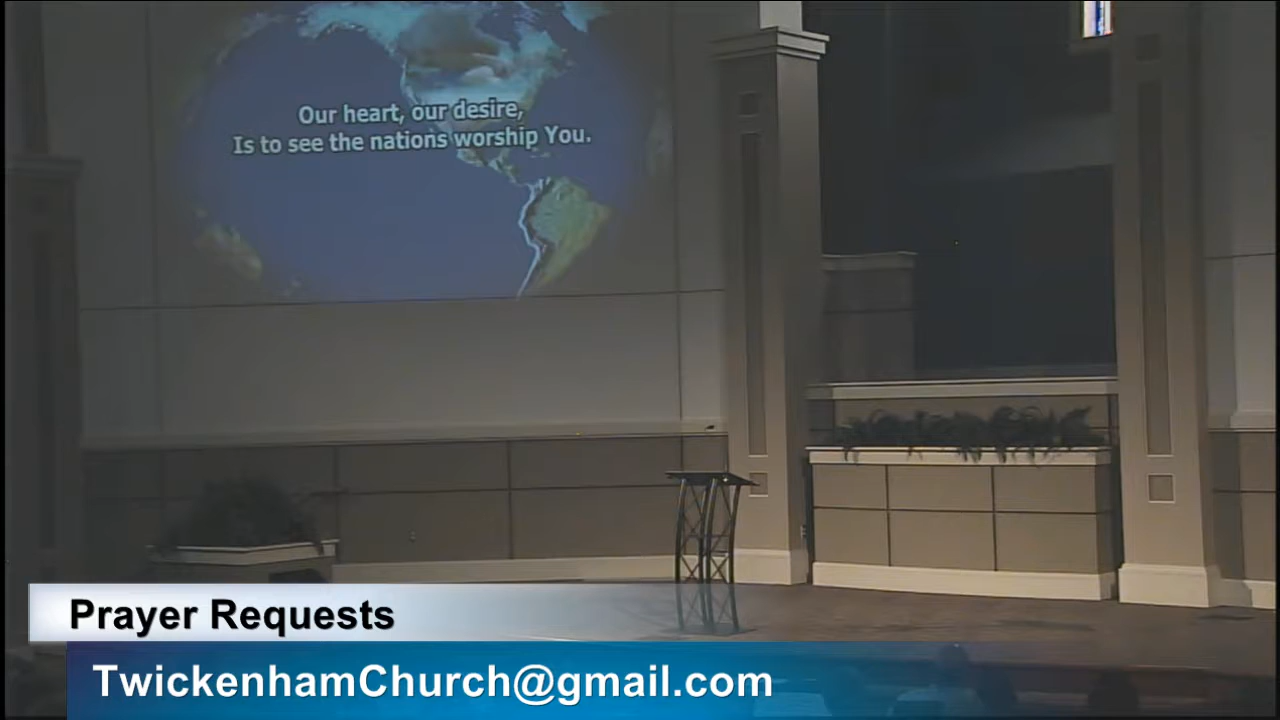 Our heart, our desire,
Is to see the nations worship You.
Prayer Requests
TwickenhamChurch@gmail.com